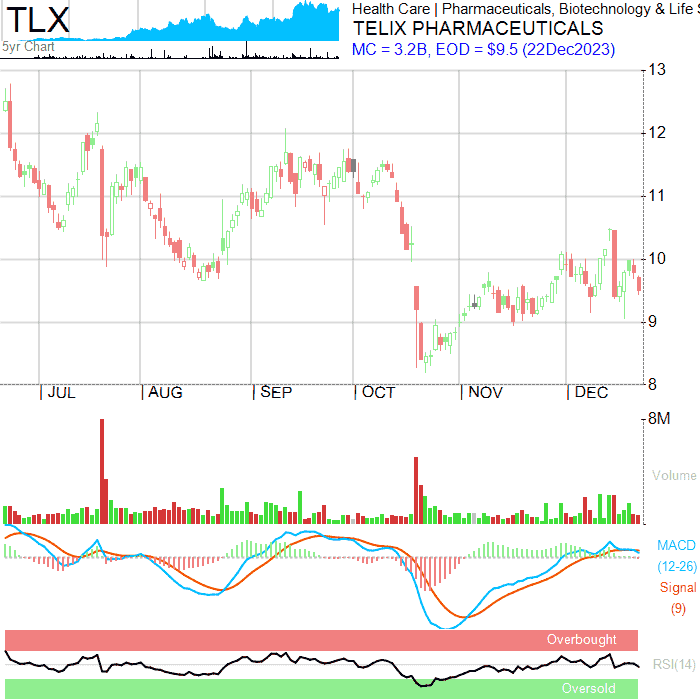 TLX
5yr Chart
Health Care | Pharmaceuticals, Biotechnology & Life S
TELIX PHARMACEUTICALS
MC = 3.2B, EOD = $9.5 (22Dec2023)
13
12
11
10
9
8
JUL
AUG
SEP
OCT
NOV
DEC
8M
Volume
MACD
(12-26)
Signal
(9)
Overbought
RSI(14)
Oversold